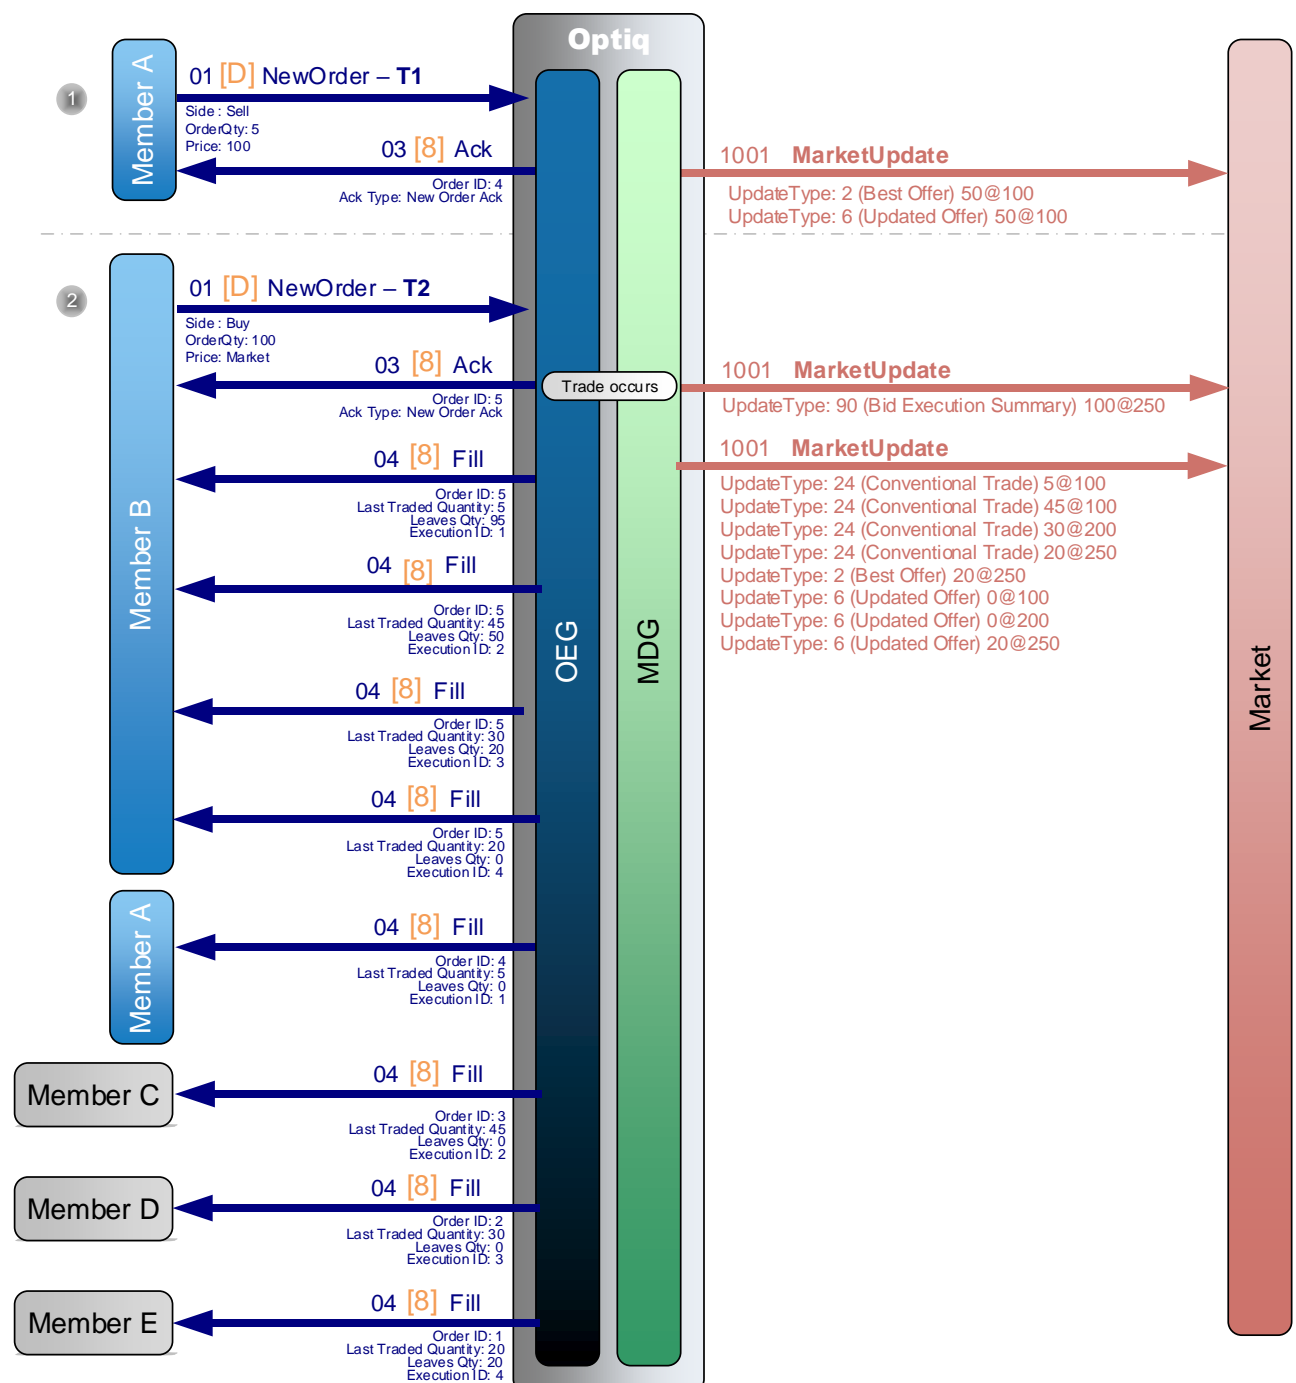 Optiq
Member A
1
01 [D] NewOrder – T1
Side : Sell
OrderQty: 5
Price: 100
03 [8] Ack
Order ID: 4
Ack Type: New Order Ack
1001 MarketUpdate
UpdateType: 2 (Best Offer) 50@100
UpdateType: 6 (Updated Offer) 50@100
2
Member B
01 [D] NewOrder – T2
Side : Buy
OrderQty: 100
Price: Market
03 [8] Ack
Order ID: 5
Ack Type: New Order Ack
Trade occurs
1001 MarketUpdate
UpdateType: 90 (Bid Execution Summary) 100@250
04 [8] Fill
Order ID: 5
Last Traded Quantity: 5
Leaves Qty: 95
Execution ID: 1
1001 MarketUpdate
UpdateType: 24 (Conventional Trade) 5@100
UpdateType: 24 (Conventional Trade) 45@100
UpdateType: 24 (Conventional Trade) 30@200
UpdateType: 24 (Conventional Trade) 20@250
UpdateType: 2 (Best Offer) 20@250
UpdateType: 6 (Updated Offer) 0@100
UpdateType: 6 (Updated Offer) 0@200
UpdateType: 6 (Updated Offer) 20@250
04 [8] Fill
Order ID: 5
Last Traded Quantity: 45
Leaves Qty: 50
Execution ID: 2
OEG
MDG
Market
04 [8] Fill
Order ID: 5
Last Traded Quantity: 30
Leaves Qty: 20
Execution ID: 3
04 [8] Fill
Order ID: 5
Last Traded Quantity: 20
Leaves Qty: 0
Execution ID: 4
Member A
04 [8] Fill
Order ID: 4
Last Traded Quantity: 5
Leaves Qty: 0
Execution ID: 1
Member C
04 [8] Fill
Order ID: 3
Last Traded Quantity: 45
Leaves Qty: 0
Execution ID: 2
Member D
04 [8] Fill
Order ID: 2
Last Traded Quantity: 30
Leaves Qty: 0
Execution ID: 3
Member E
04 [8] Fill
Order ID: 1
Last Traded Quantity: 20
Leaves Qty: 20
Execution ID: 4